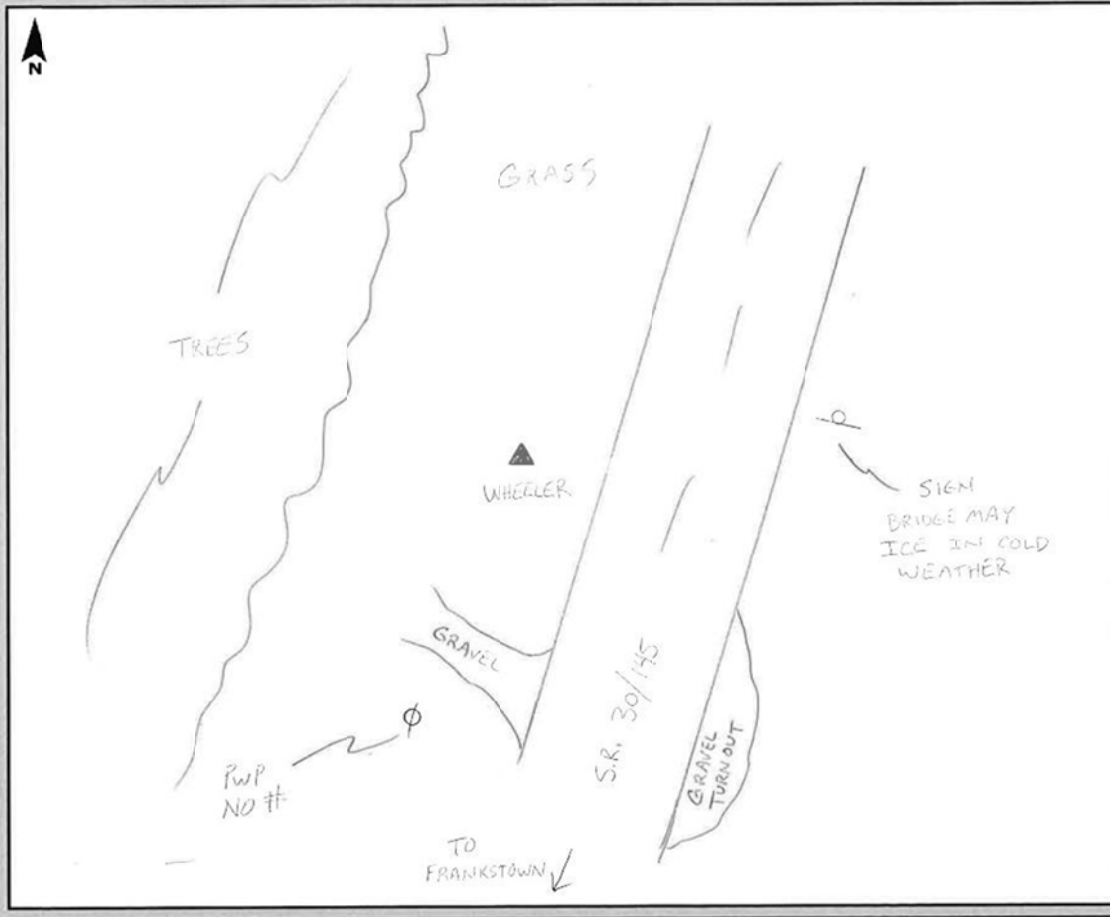 N
GRASS
TREES
WHEELER
SIGN
BRIDGE MAY
ICE IN COLD
WEATHER
GRAVEL
S.R. 30/145
GRAVEL
TURNOUT
PWP
NO #
TO
FRANKSTOWN